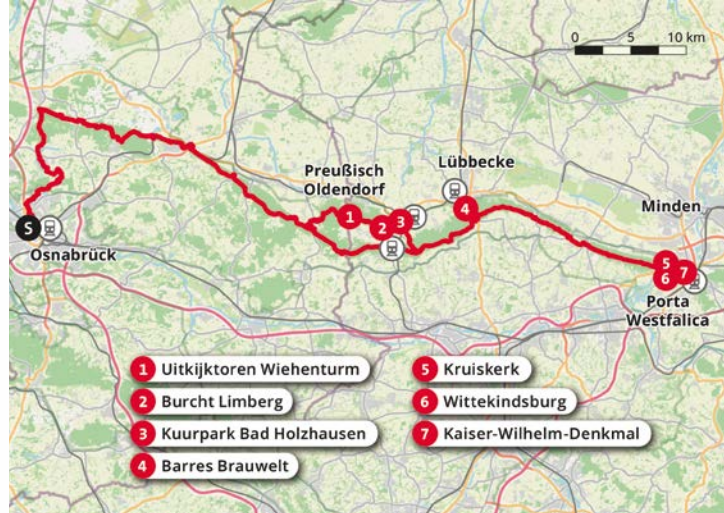 0 5 10 km
Preußisch
Oldendorf
Lübbecke
Minden
1
2
3
4
S
Osnabrück
5
6
7
Porta
Westfalica
1 Uitkijktoren Wiehenturm
2 Burcht Limberg
3 Kuurpark Bad Holzhausen
4 Barres Brauwelt
5 Kruiskerk
6 Wittekindsburg
7 Kaiser-Wilhelm-Denkmal